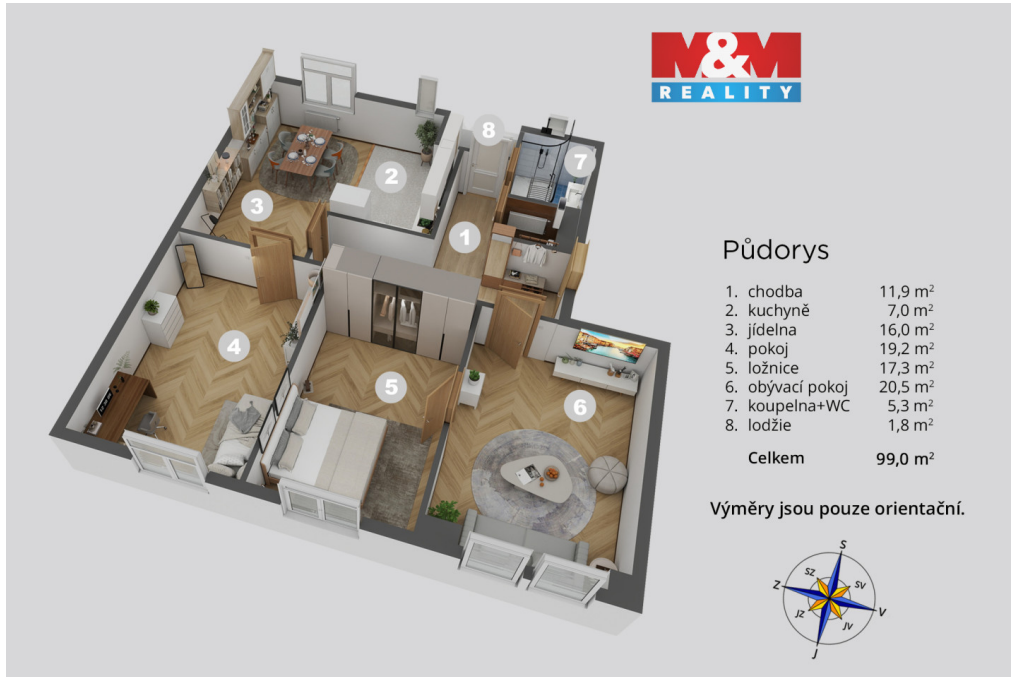 M&M
REALITY
8
7
2
3
1
4
5
6
Půdorys
1. chodba 11,9 m²
2. kuchyně 7,0 m²
3. jídelna 16,0 m²
4. pokoj 19,2 m²
5. ložnice 17,3 m²
6. obývací pokoj 20,5 m²
7. koupelna+WC 5,3 m²
8. lodžie 1,8 m²
Celkem 99,0 m²
Výměry jsou pouze orientační.
S
SZ SV
Z V
JZ JV
J